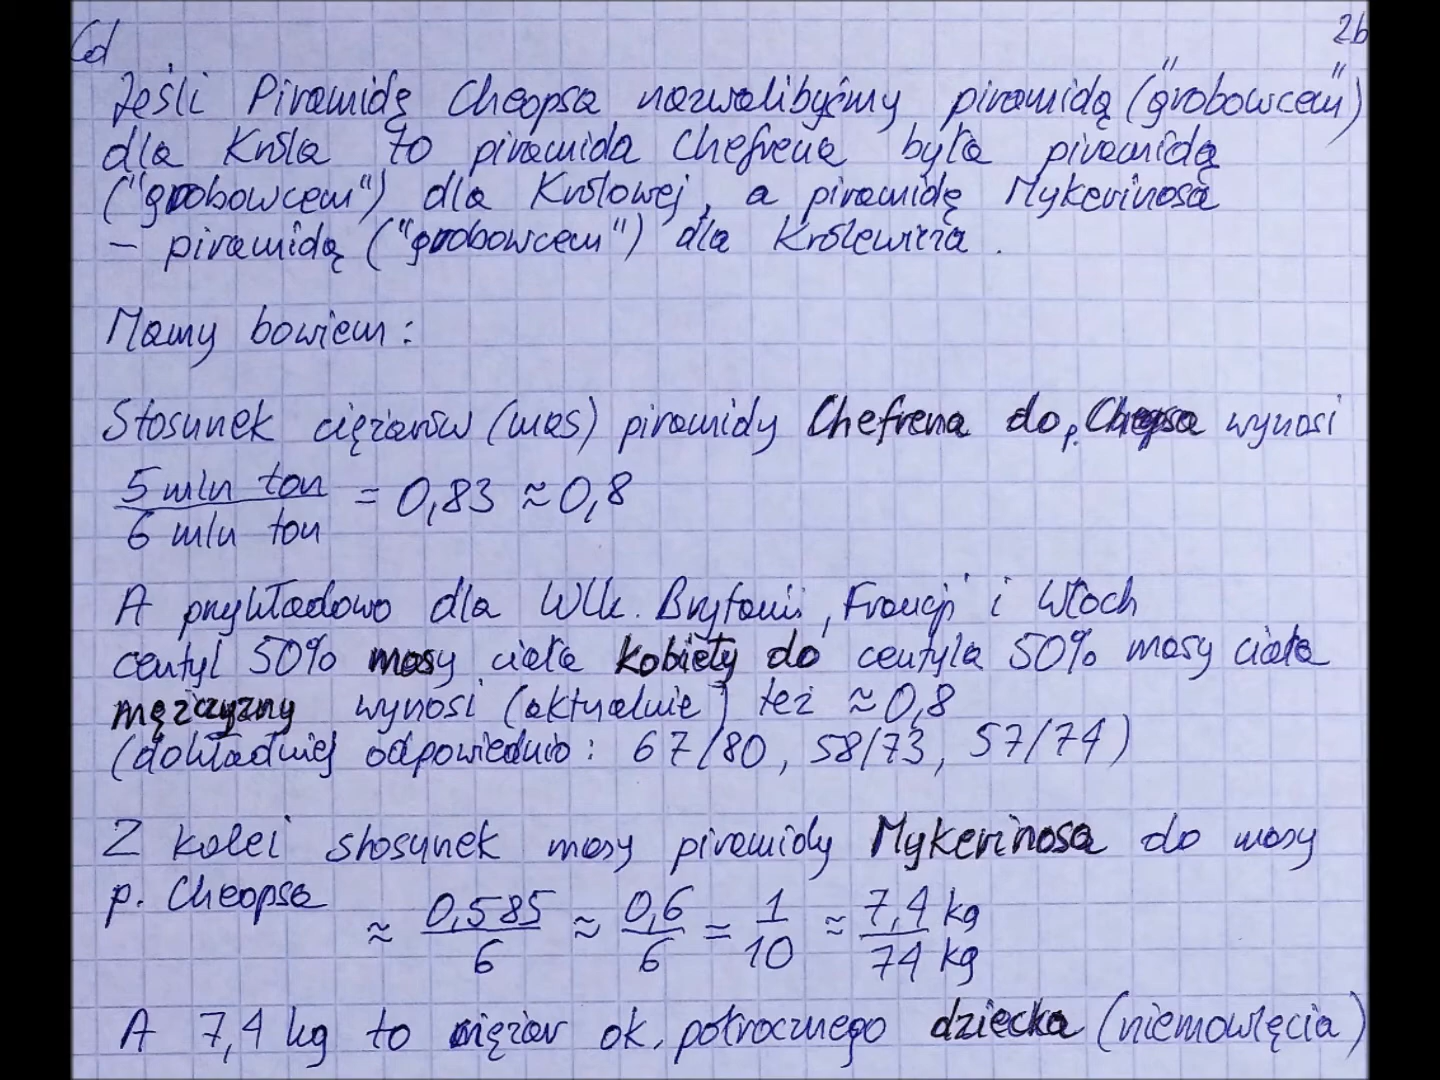 Cd 2b
Jeśli Piramidę Cheopsa nazwalibyśmy piramidą ("grobowcem")
dla Króla to piramida Chefrena byłą piramidą
("grobowcem") dla Królowej, a piramidę Mykerinosa
– piramidą ("grobowcem") dla Królewicza.
Mamy bowiem:
Stosunek ciężarów (mas) piramidy Chefrena do p. Cheopsa wynosi
5 mln ton / 6 mln ton = 0,83 ≈ 0,8
A przykładowo dla Wlk. Brytanii, Francji i Włoch
centyl 50% masy ciała kobiety do centyla 50% masy ciała
mężczyzny wynosi (aktualnie) też ≈ 0,8
(dokładniej odpowiednio: 67/80, 58/73, 57/74)
Z kolei stosunek masy piramidy Mykerinosa do masy
p. Cheopsa ≈ 0,585/6 ≈ 0,6/6 = 1/10 ≈ 7,4 kg/74 kg
A 7,4 kg to ciężar ok. półrocznego dziecka (niemowlęcia)